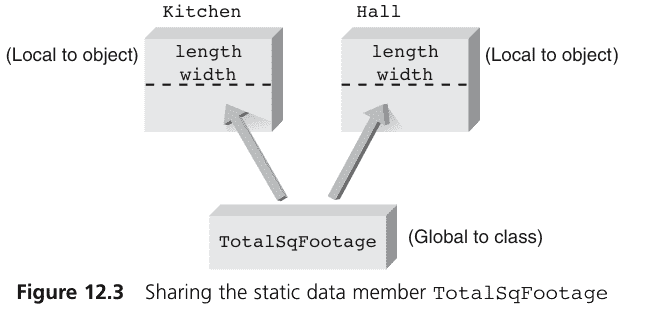 Kitchen Hall
(Local to object) length length (Local to object)
width width
TotalSqFootage (Global to class)
Figure 12.3 Sharing the static data member TotalSqFootage